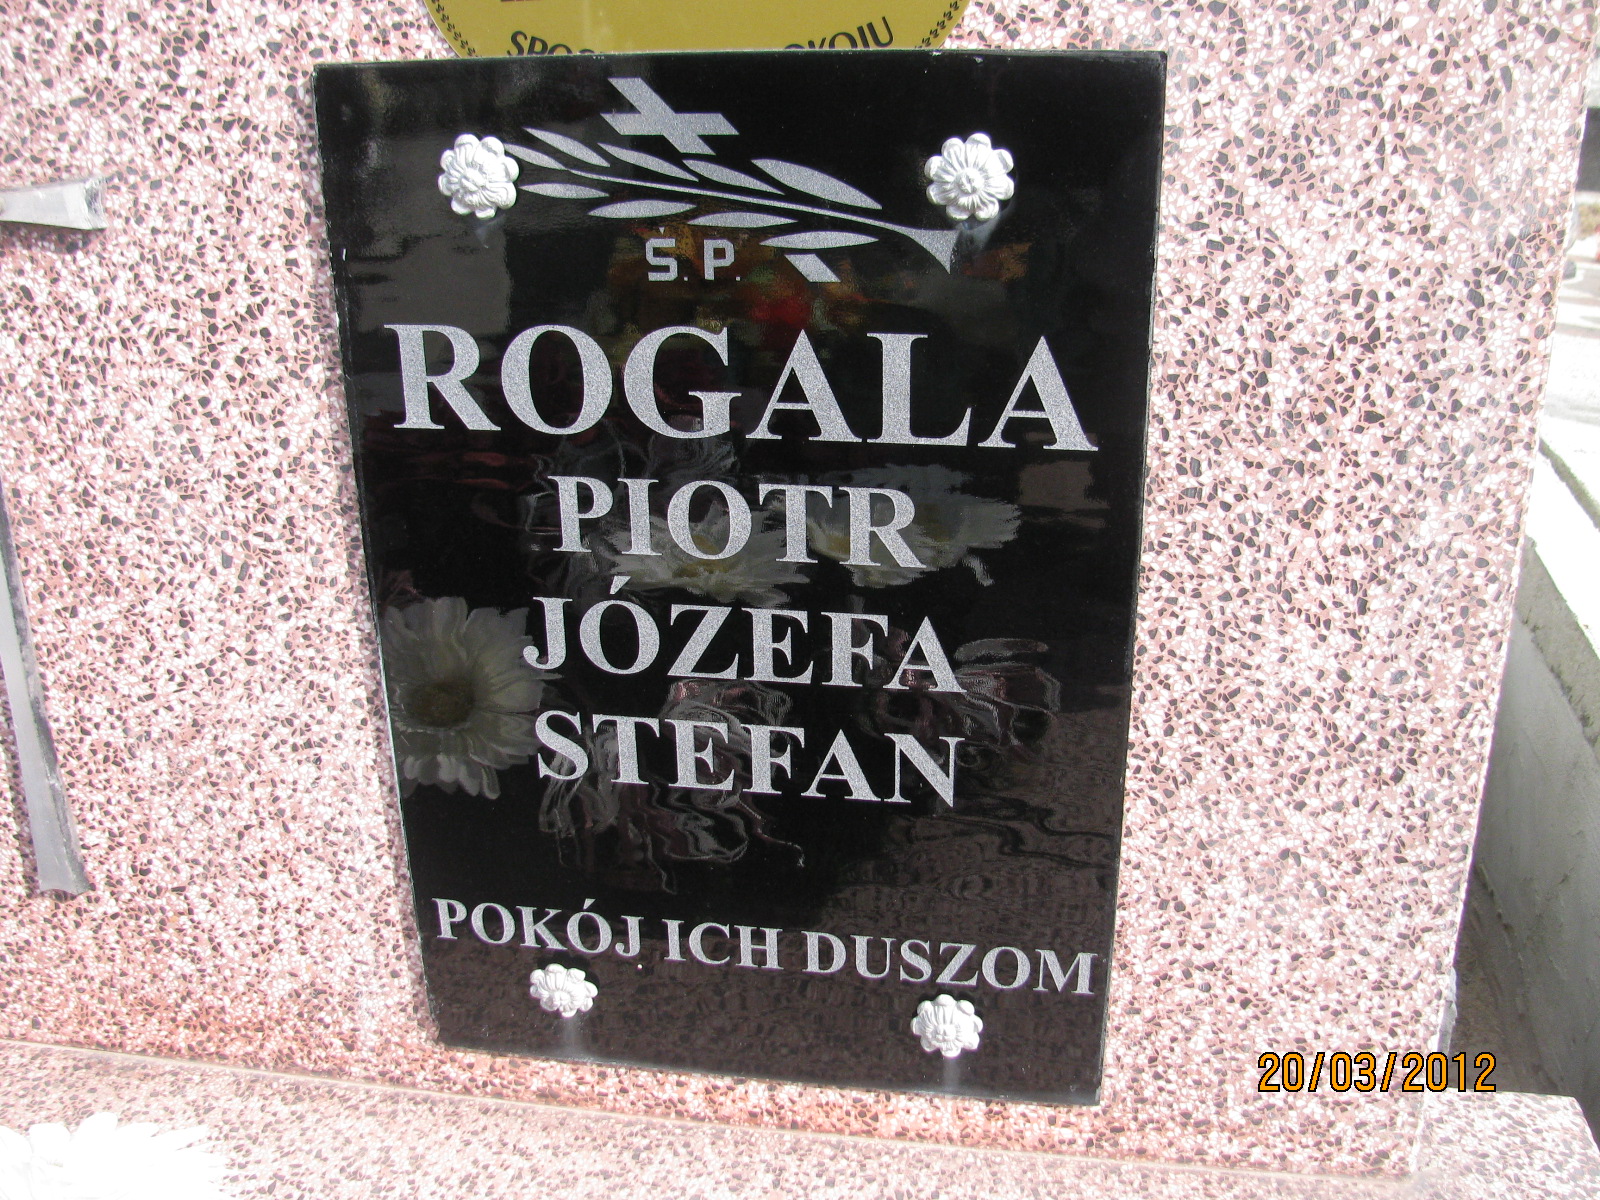 Ś. P.
ROGALA
PIOTR
JÓZEFA
STEFAN
POKÓJ ICH DUSZOM
20/03/2012